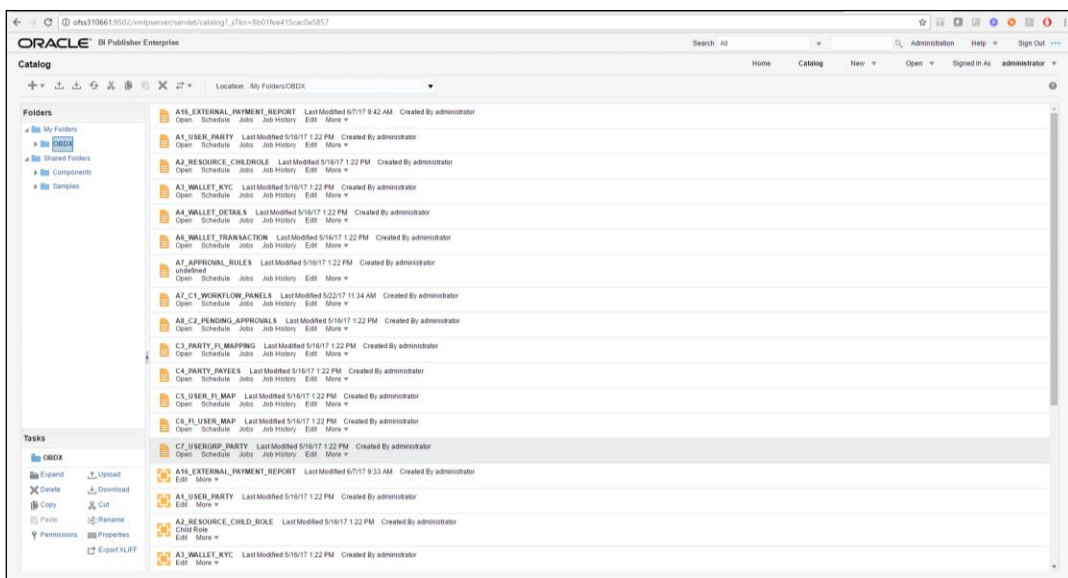 ofss310661:9502/xmlpserver/servlet/catalog?_xTkn=8b01fee415cac0a5857
ORACLE BI Publisher Enterprise
Search All
Administration Help Sign Out
Catalog
Home Catalog New Open Signed In As administrator
Location /My Folders/OBDX
Folders
My Folders
OBDX
Shared Folders
Components
Samples
A16_EXTERNAL_PAYMENT_REPORT Last Modified 6/7/17 9:42 AM Created By administrator
Open Schedule Jobs Job History Edit More
A1_USER_PARTY Last Modified 5/16/17 1:22 PM Created By administrator
Open Schedule Jobs Job History Edit More
A2_RESOURCE_CHILDROLE Last Modified 5/16/17 1:22 PM Created By administrator
Open Schedule Jobs Job History Edit More
A3_WALLET_KYC Last Modified 5/16/17 1:22 PM Created By administrator
Open Schedule Jobs Job History Edit More
A4_WALLET_DETAILS Last Modified 5/16/17 1:22 PM Created By administrator
Open Schedule Jobs Job History Edit More
A6_WALLET_TRANSACTION Last Modified 5/16/17 1:22 PM Created By administrator
Open Schedule Jobs Job History Edit More
A7_APPROVAL_RULES Last Modified 5/16/17 1:22 PM Created By administrator
undefined
Open Schedule Jobs Job History Edit More
A7_C1_WORKFLOW_PANELS Last Modified 5/22/17 11:34 AM Created By administrator
Open Schedule Jobs Job History Edit More
A8_C2_PENDING_APPROVALS Last Modified 5/16/17 1:22 PM Created By administrator
Open Schedule Jobs Job History Edit More
C3_PARTY_FI_MAPPING Last Modified 5/16/17 1:22 PM Created By administrator
Open Schedule Jobs Job History Edit More
C4_PARTY_PAYEES Last Modified 5/16/17 1:22 PM Created By administrator
Open Schedule Jobs Job History Edit More
C5_USER_FI_MAP Last Modified 5/16/17 1:22 PM Created By administrator
Open Schedule Jobs Job History Edit More
C6_FI_USER_MAP Last Modified 5/16/17 1:22 PM Created By administrator
Open Schedule Jobs Job History Edit More
C7_USERGRP_PARTY Last Modified 5/16/17 1:22 PM Created By administrator
Open Schedule Jobs Job History Edit More
A16_EXTERNAL_PAYMENT_REPORT Last Modified 6/7/17 9:33 AM Created By administrator
Edit More
A1_USER_PARTY Last Modified 5/16/17 1:22 PM Created By administrator
Edit More
A2_RESOURCE_CHILD_ROLE Last Modified 5/16/17 1:22 PM Created By administrator
Child Role
Edit More
A3_WALLET_KYC Last Modified 5/16/17 1:22 PM Created By administrator
Edit More
Tasks
OBDX
Expand Upload
Delete Download
Copy Cut
Paste Rename
Permissions Properties
Export XLIFF